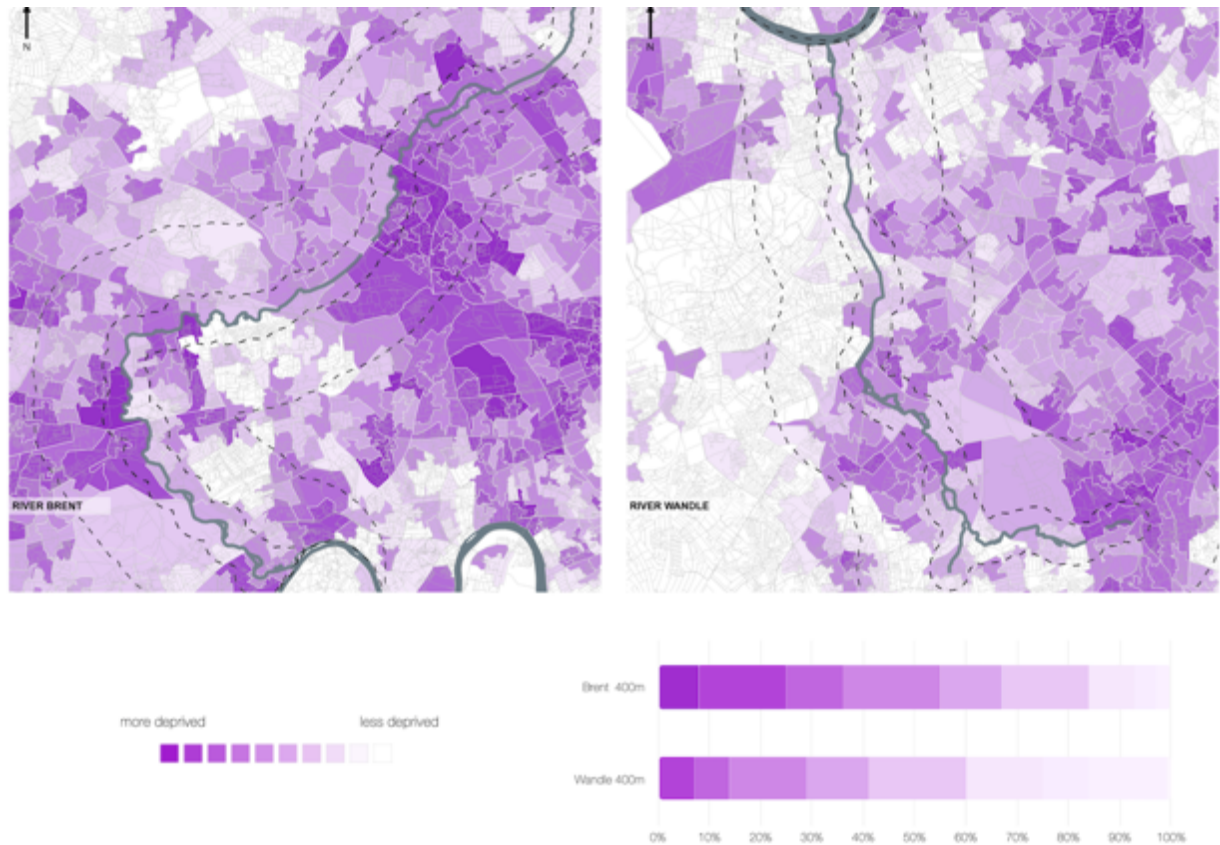 N
N
RIVER BRENT
RIVER WANDLE
more deprived
less deprived
Brent 400m
Wandle 400m
0%
10%
20%
30%
40%
50%
60%
70%
80%
90%
100%